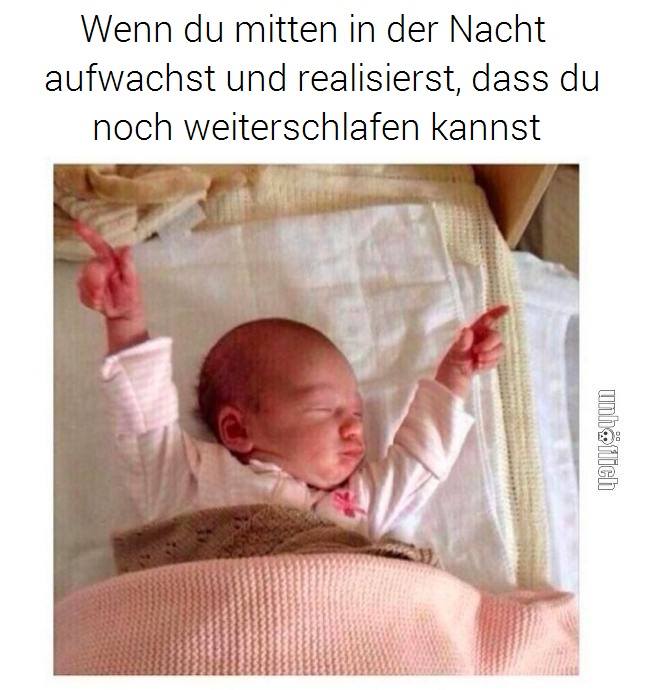 Wenn du mitten in der Nacht
aufwachst und realisierst, dass du
noch weiterschlafen kannst
unhöflich